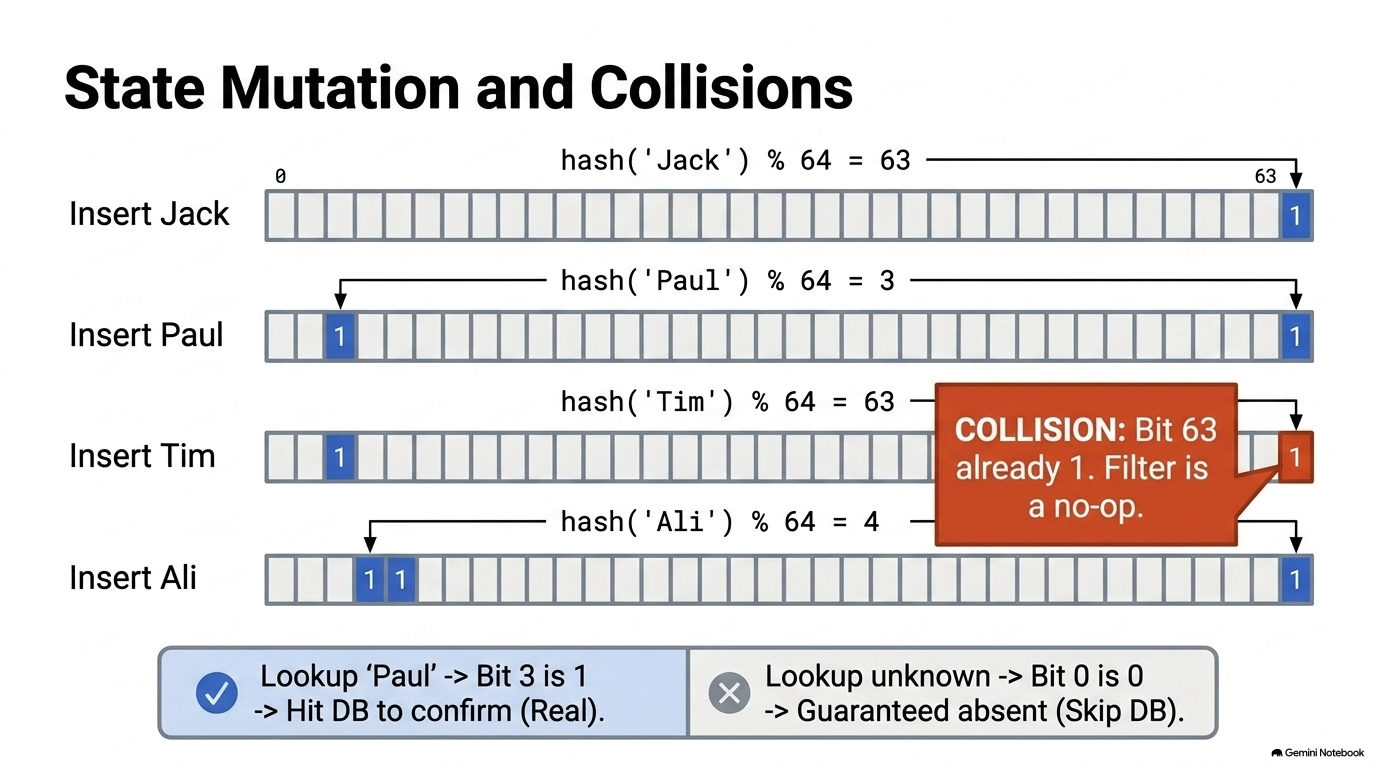 State Mutation and Collisions
hash('Jack') % 64 = 63
0
63
Insert Jack
1
hash('Paul') % 64 = 3
Insert Paul
1
1
hash('Tim') % 64 = 63
Insert Tim
1
1
COLLISION: Bit 63
already 1. Filter is
a no-op.
hash('Ali') % 64 = 4
Insert Ali
1 1
1
Lookup ‘Paul’ -> Bit 3 is 1
-> Hit DB to confirm (Real).
Lookup unknown -> Bit 0 is 0
-> Guaranteed absent (Skip DB).
Gemini Notebook